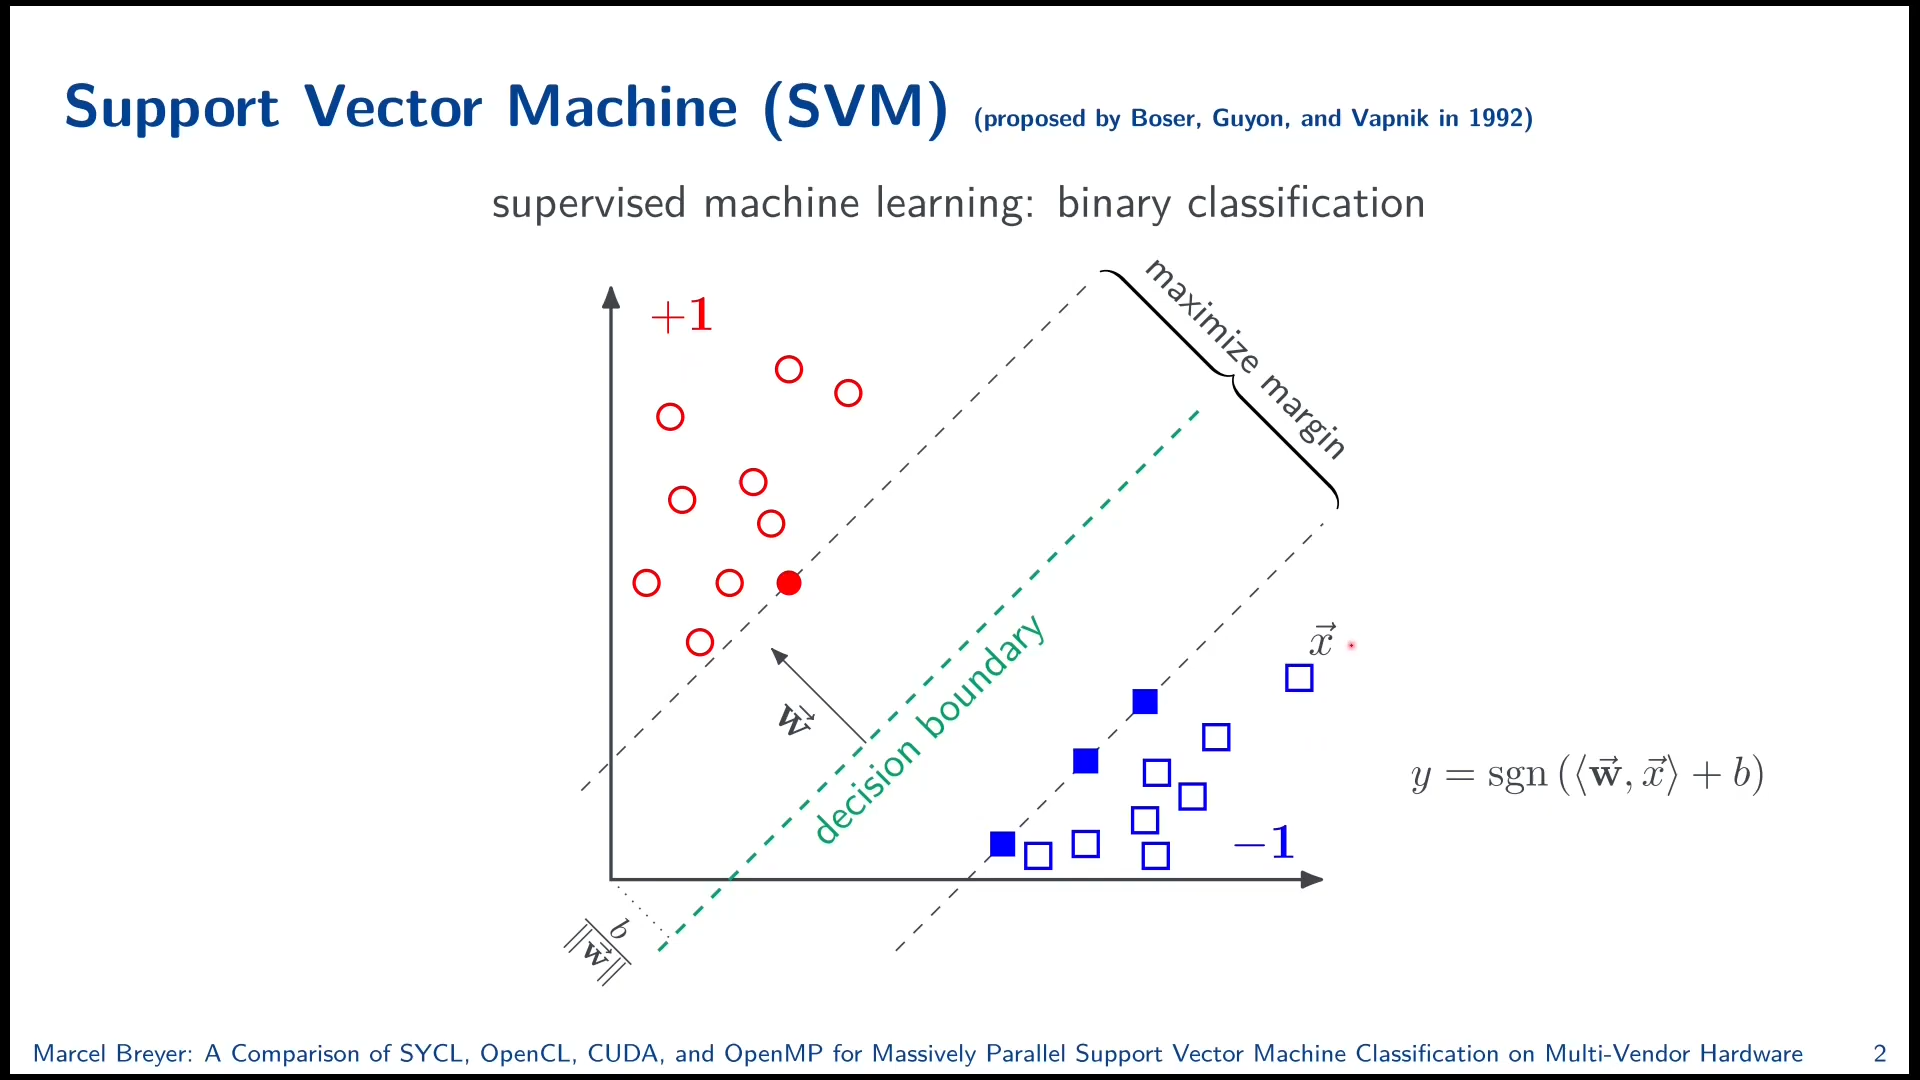 Support Vector Machine (SVM) (proposed by Boser, Guyon, and Vapnik in 1992)
supervised machine learning: binary classification
+1
maximize margin
decision boundary
w⃗
x⃗
y = sgn (⟨w⃗, x⃗⟩ + b)
−1
b
‖w⃗‖
Marcel Breyer: A Comparison of SYCL, OpenCL, CUDA, and OpenMP for Massively Parallel Support Vector Machine Classification on Multi-Vendor Hardware 2